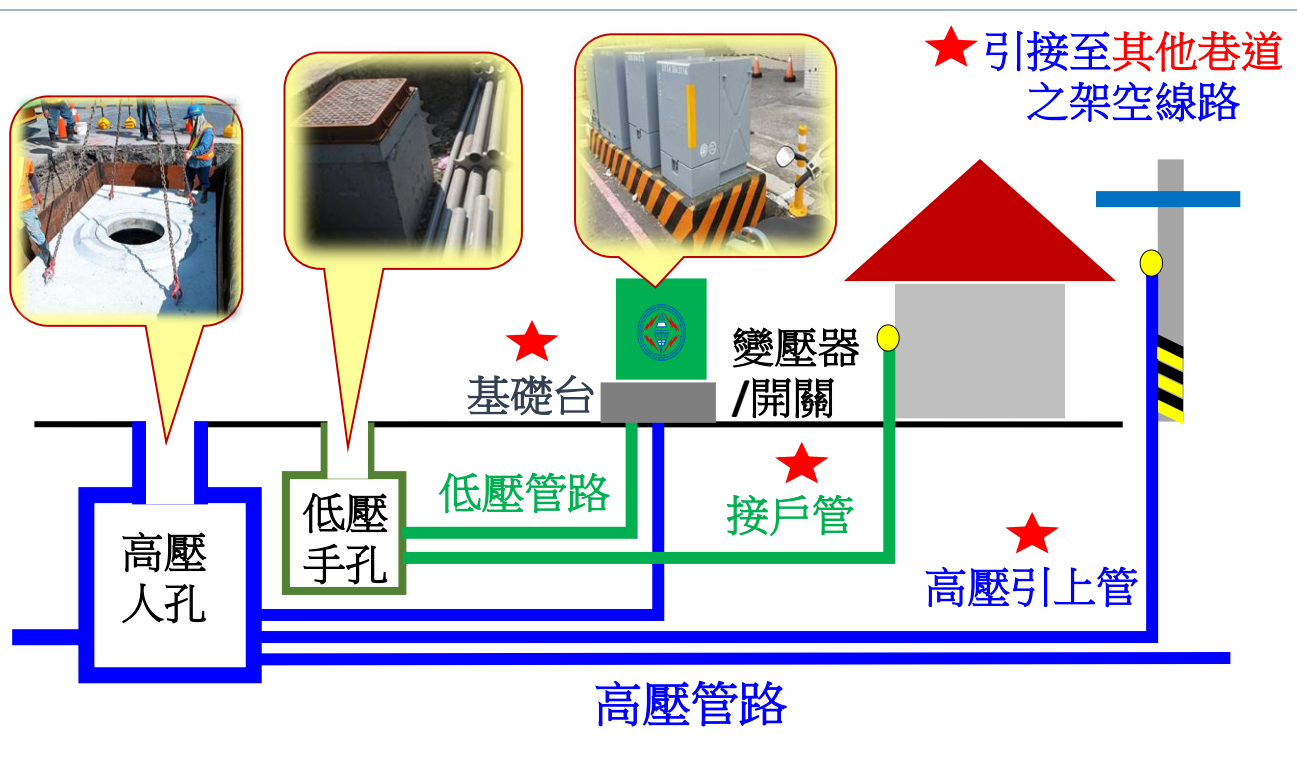 引接至其他巷道
之架空線路
變壓器
/開關
基礎台
低壓管路
接戶管
低壓
手孔
高壓
人孔
高壓引上管
高壓管路